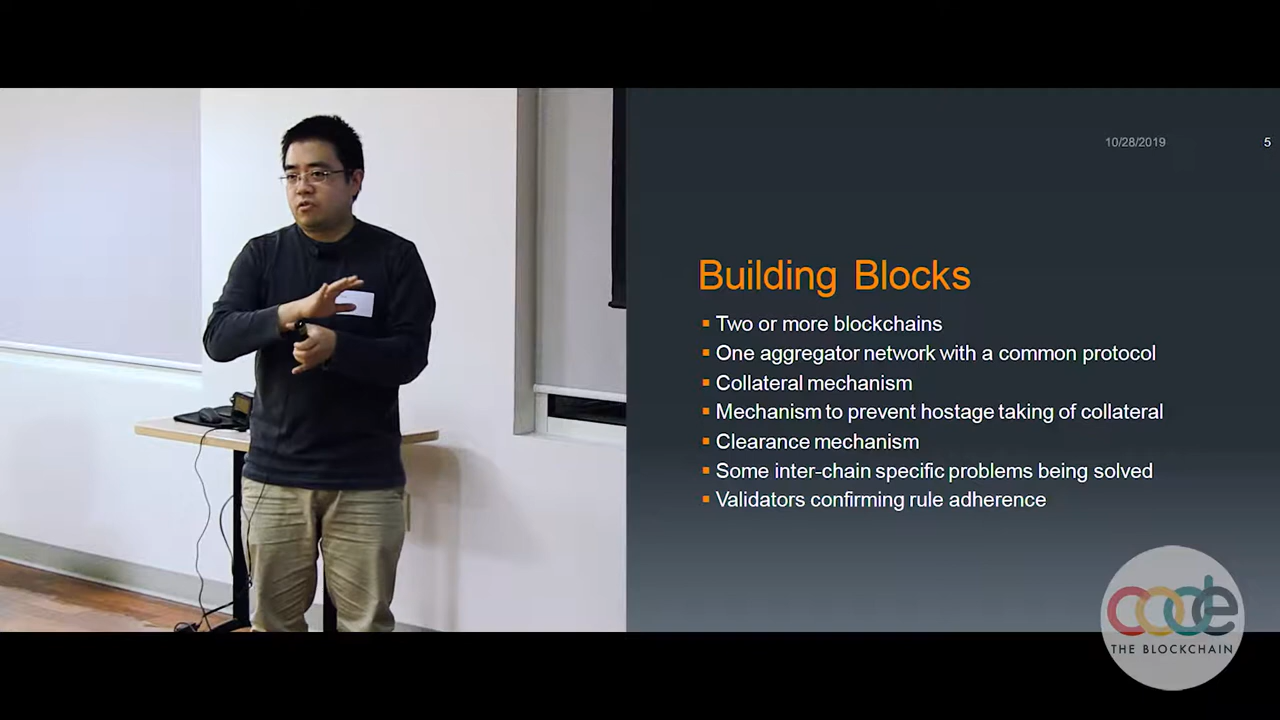 10/28/2019 5
Building Blocks
Two or more blockchains
One aggregator network with a common protocol
Collateral mechanism
Mechanism to prevent hostage taking of collateral
Clearance mechanism
Some inter-chain specific problems being solved
Validators confirming rule adherence
code
THE BLOCKCHAIN